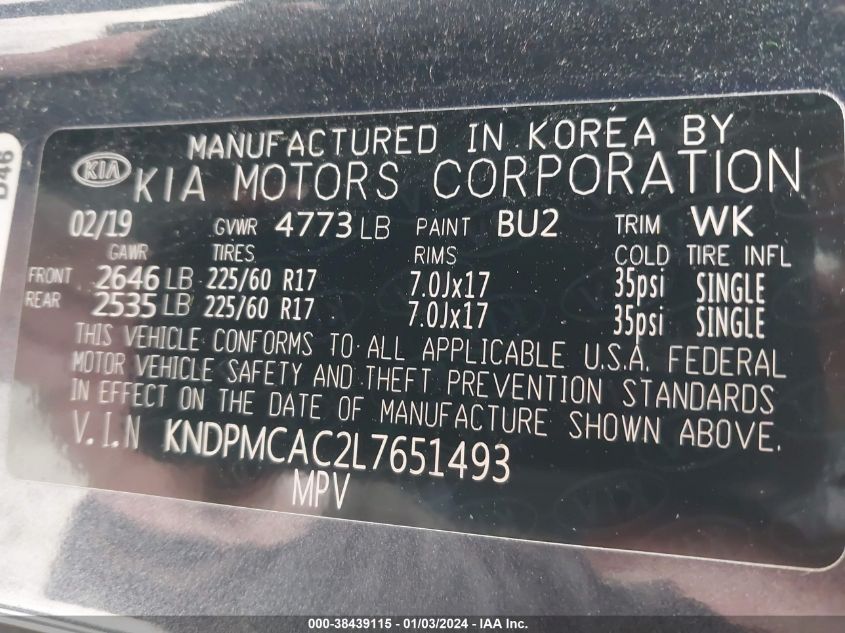 D46
MANUFACTURED IN KOREA BY
KIA KIA MOTORS CORPORATION
02/19 GVWR 4773 LB PAINT BU2 TRIM WK
GAWR TIRES RIMS COLD TIRE INFL
FRONT 2646 LB 225/60 R17 7.0Jx17 35psi SINGLE
REAR 2535 LB 225/60 R17 7.0Jx17 35psi SINGLE
THIS VEHICLE CONFORMS TO ALL APPLICABLE U.S.A. FEDERAL
MOTOR VEHICLE SAFETY AND THEFT PREVENTION STANDARDS
IN EFFECT ON THE DATE OF MANUFACTURE SHOWN ABOVE.
V.I.N KNDPMCAC2L7651493
MPV
000-38439115 - 01/03/2024 - IAA Inc.